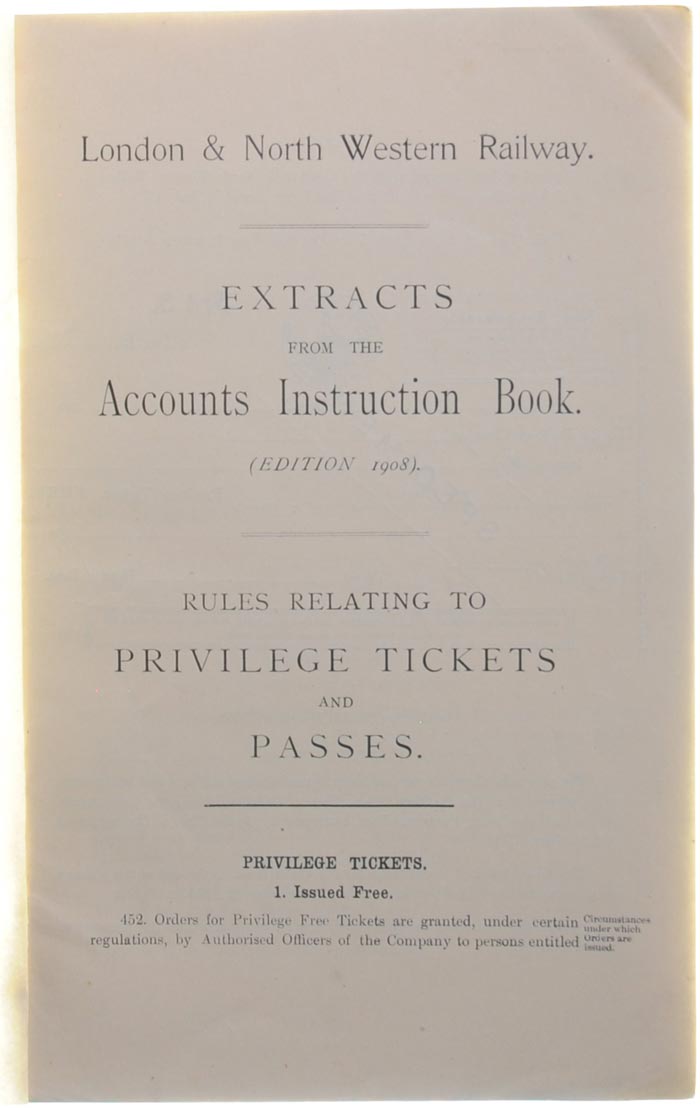 London & North Western Railway.
EXTRACTS
FROM THE
Accounts Instruction Book.
(EDITION 1908).
RULES RELATING TO
PRIVILEGE TICKETS
AND
PASSES.
PRIVILEGE TICKETS.
1. Issued Free.
452. Orders for Privilege Free Tickets are granted, under certain
regulations, by Authorised Officers of the Company to persons entitled
Circumstances
under which
Orders are
issued.